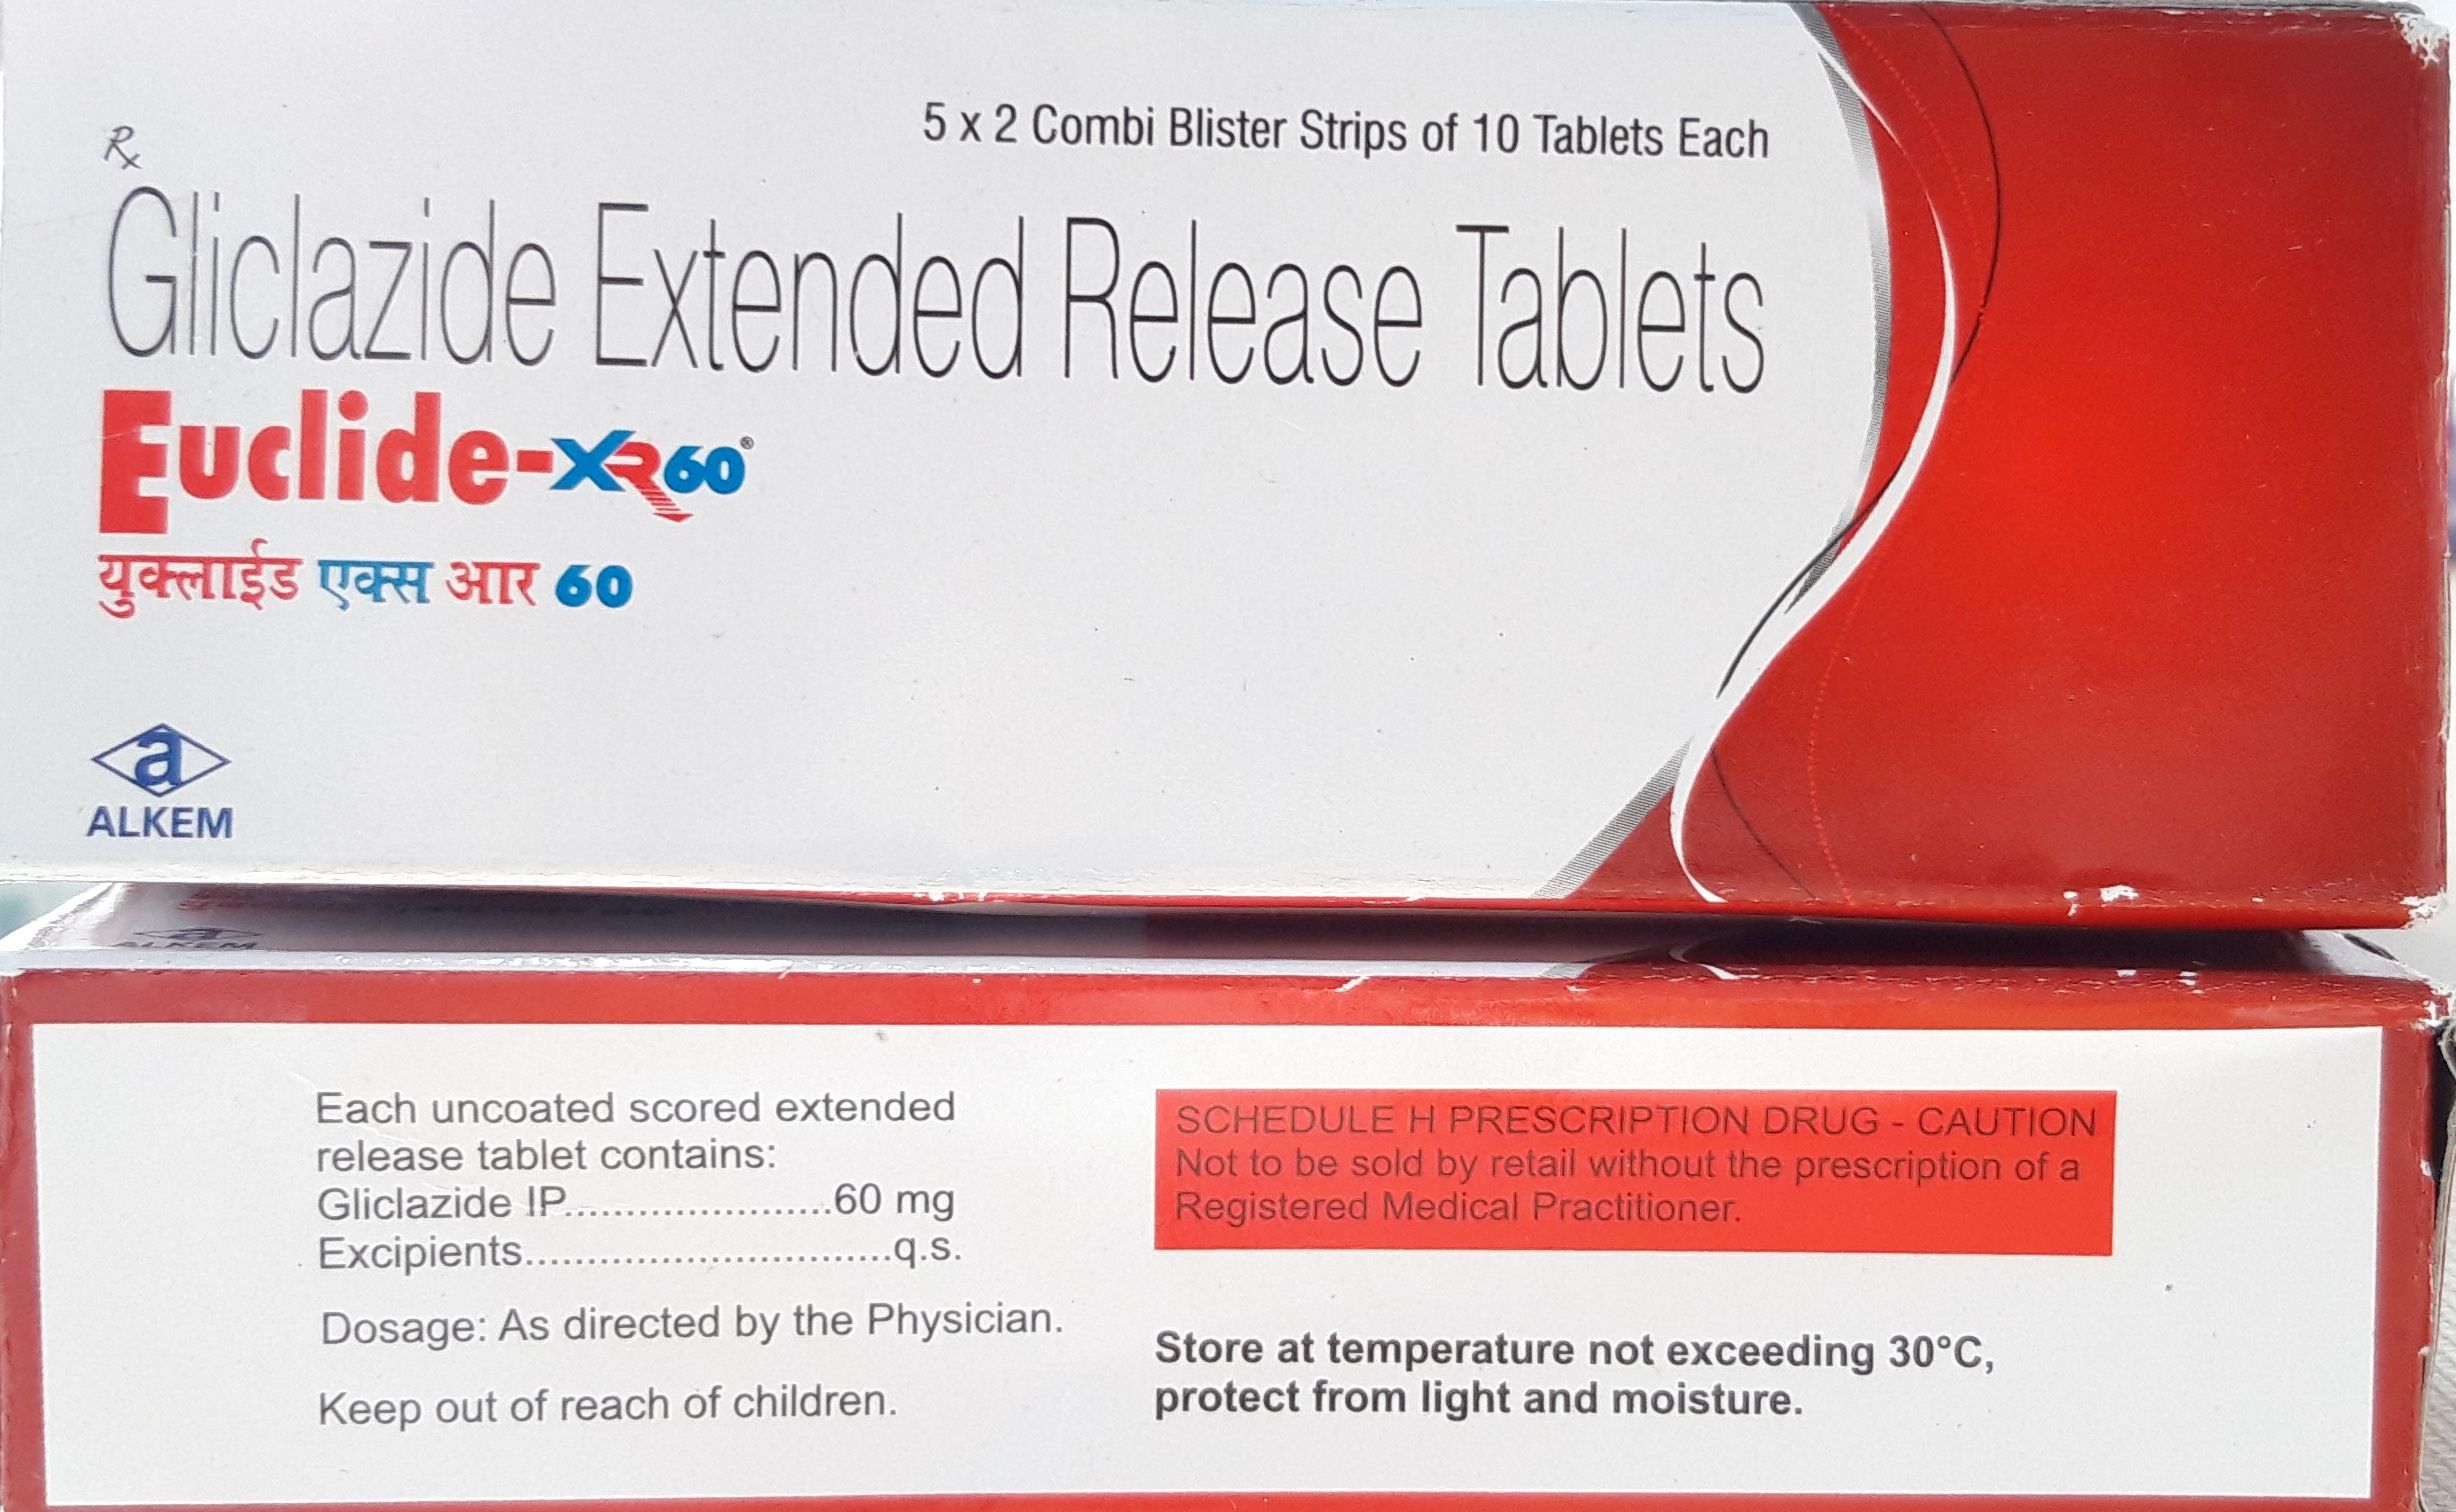 Rx
5 x 2 Combi Blister Strips of 10 Tablets Each
Gliclazide Extended Release Tablets
Euclide-XR60®
युक्लाईड एक्स आर 60
a
ALKEM
ALKEM
Each uncoated scored extended
release tablet contains:
Gliclazide IP.......................60 mg
Excipients...............................q.s.
Dosage: As directed by the Physician.
Keep out of reach of children.
SCHEDULE H PRESCRIPTION DRUG - CAUTION
Not to be sold by retail without the prescription of a
Registered Medical Practitioner.
Store at temperature not exceeding 30°C,
protect from light and moisture.